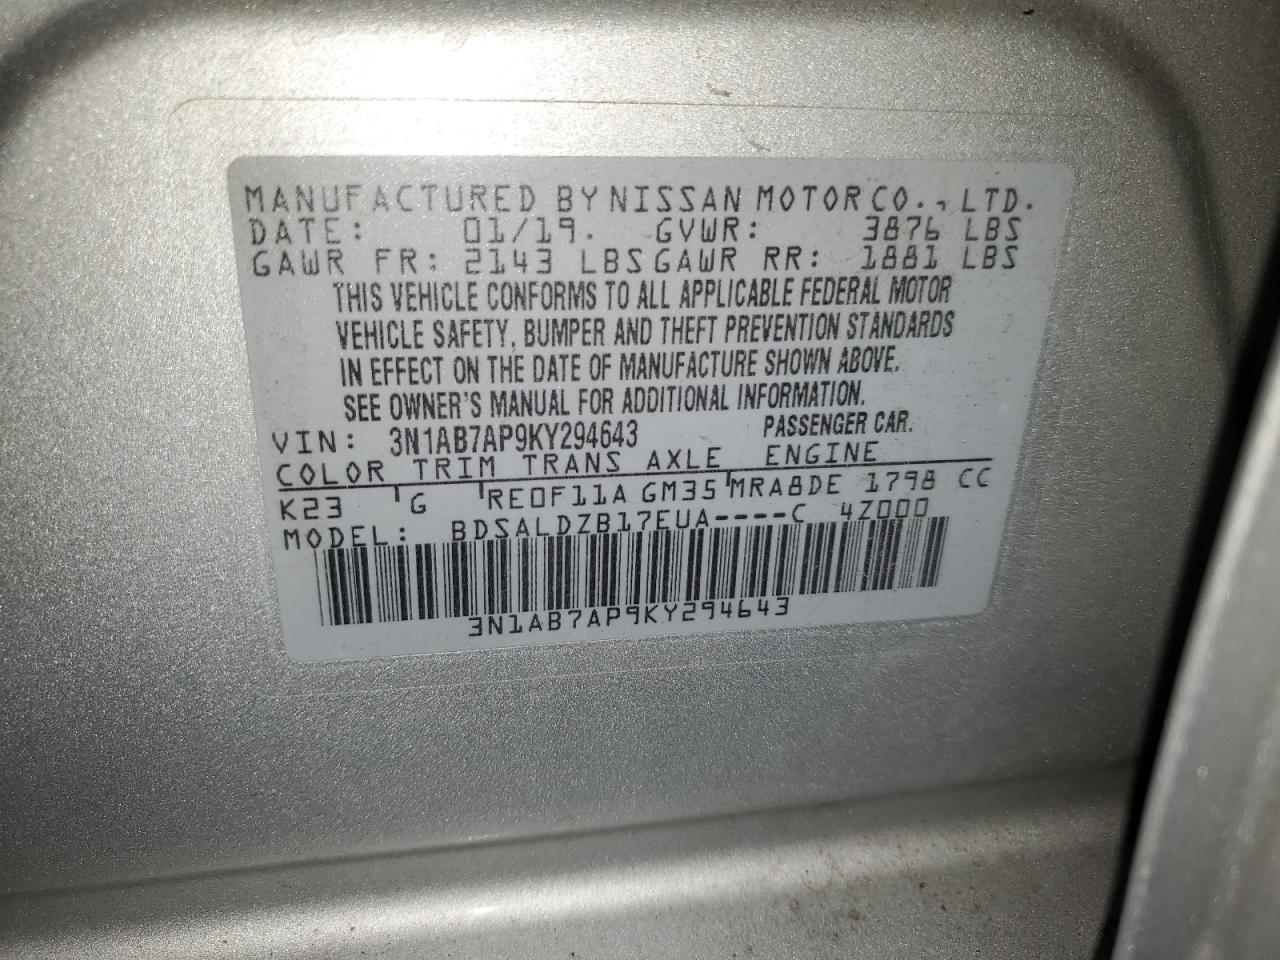 MANUFACTURED BY NISSAN MOTOR CO., LTD.
DATE: 01/19. GVWR: 3876 LBS
GAWR FR: 2143 LBS GAWR RR: 1881 LBS
THIS VEHICLE CONFORMS TO ALL APPLICABLE FEDERAL MOTOR
VEHICLE SAFETY, BUMPER AND THEFT PREVENTION STANDARDS
IN EFFECT ON THE DATE OF MANUFACTURE SHOWN ABOVE.
SEE OWNER'S MANUAL FOR ADDITIONAL INFORMATION.
VIN: 3N1AB7AP9KY294643 PASSENGER CAR.
COLOR TRIM TRANS AXLE ENGINE
K23 G RE0F11A GM35 MRA8DE 1798 CC
MODEL: BDSALDZB17EUA----C 4Z000
3N1AB7AP9KY294643